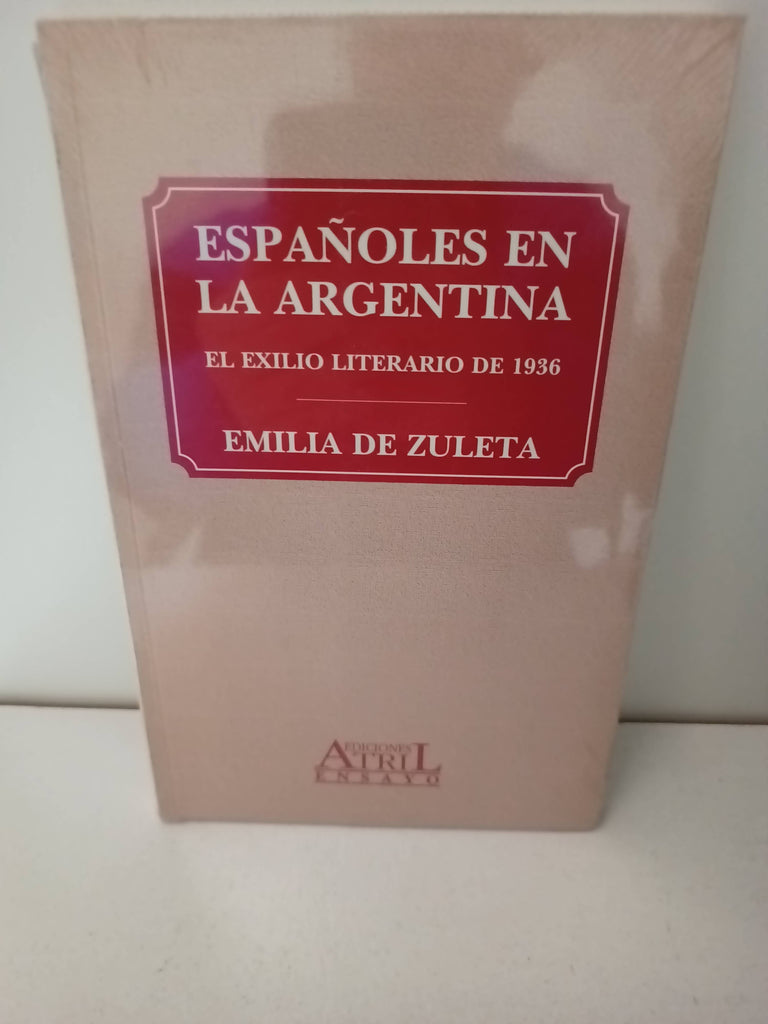 ESPAÑOLES EN
LA ARGENTINA
EL EXILIO LITERARIO DE 1936
EMILIA DE ZULETA
EDICIONES
ATRIL
ENSAYO